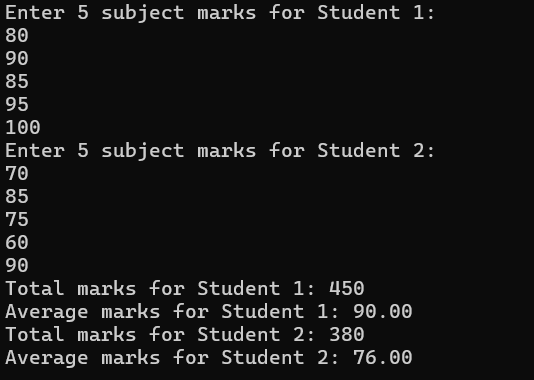 Enter 5 subject marks for Student 1:
80
90
85
95
100
Enter 5 subject marks for Student 2:
70
85
75
60
90
Total marks for Student 1: 450
Average marks for Student 1: 90.00
Total marks for Student 2: 380
Average marks for Student 2: 76.00